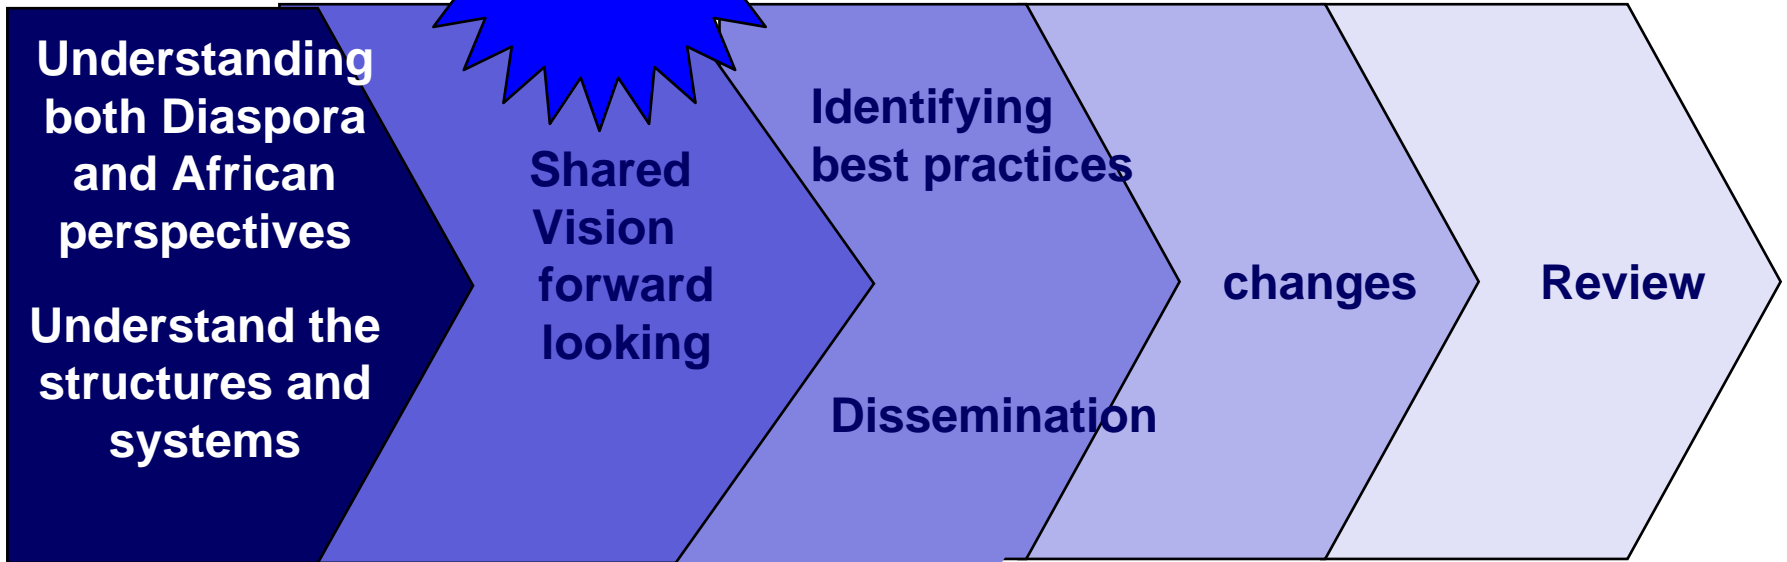 Understanding
both Diaspora
and African
perspectives
Understand the
structures and
systems
Shared
Vision
forward
looking
Identifying
best practices
Dissemination
changes
Review